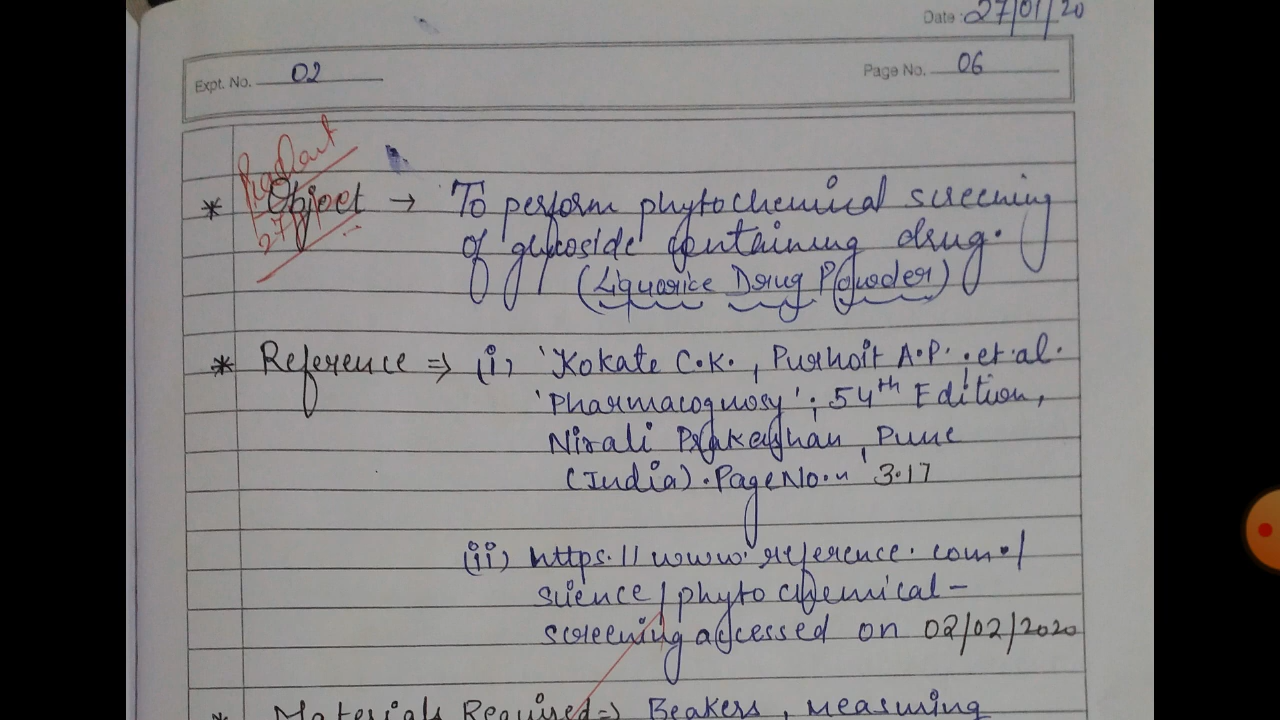 Date: 27/01/20
Expt. No. 02
Page No. 06
* Object → To perform phytochemical screening
of glycoside containing drug.
(Liquorice Drug Powder)
* Reference ⇒ (i) 'Kokate C.K., Purhoit A.P. et.al.
'Pharmacognosy'; 54th Edition,
Nirali Prakashan, Pune
(India). Page No. 3.17
(ii) https://www.reference.com/
science/phytochemical-
screening accessed on 02/02/2020
* Materials Required ⇒ Beakers, measuring